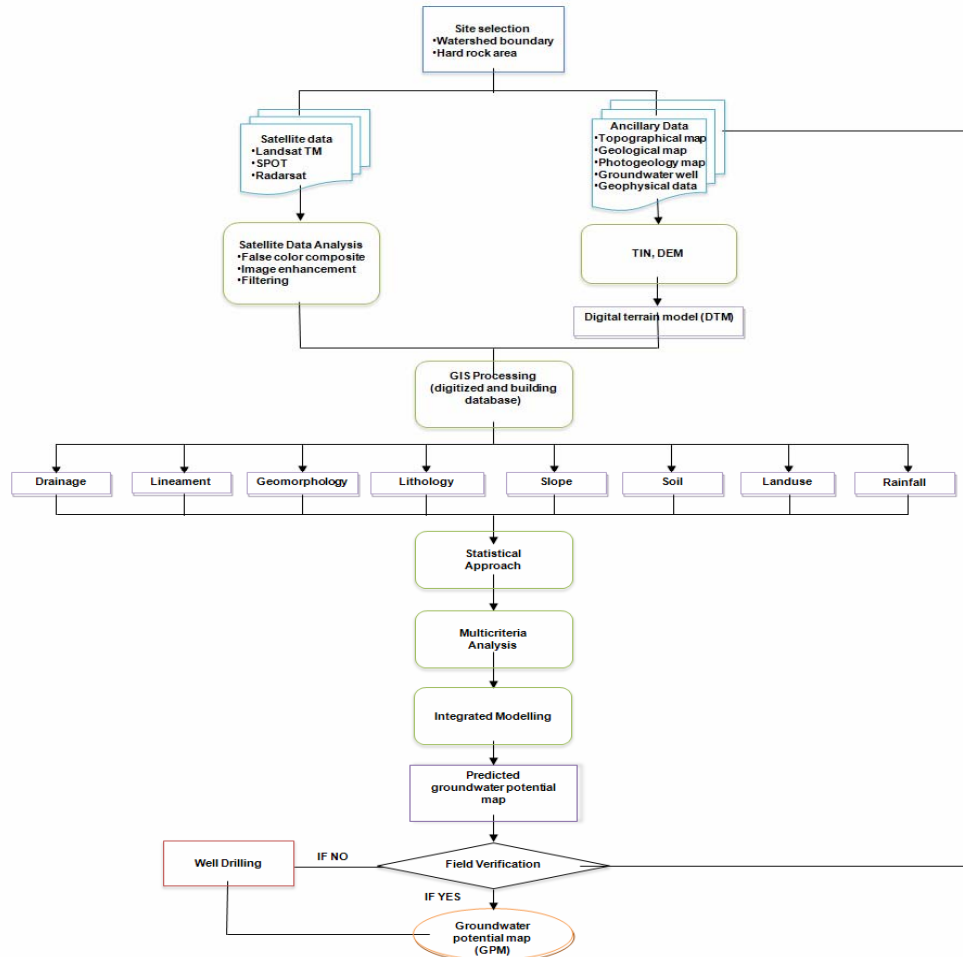 Site selection
•Watershed boundary
•Hard rock area
Satellite data
•Landsat TM
•SPOT
•Radarsat
Ancillary Data
•Topographical map
•Geological map
•Photogeology map
•Groundwater well
•Geophysical data
Satellite Data Analysis
•False color composite
•Image enhancement
•Filtering
TIN, DEM
Digital terrain model (DTM)
GIS Processing
(digitized and building
database)
Drainage
Lineament
Geomorphology
Lithology
Slope
Soil
Landuse
Rainfall
Statistical
Approach
Multicriteria
Analysis
Integrated Modelling
Predicted
groundwater potential
map
Well Drilling
IF NO
Field Verification
IF YES
Groundwater
potential map
(GPM)